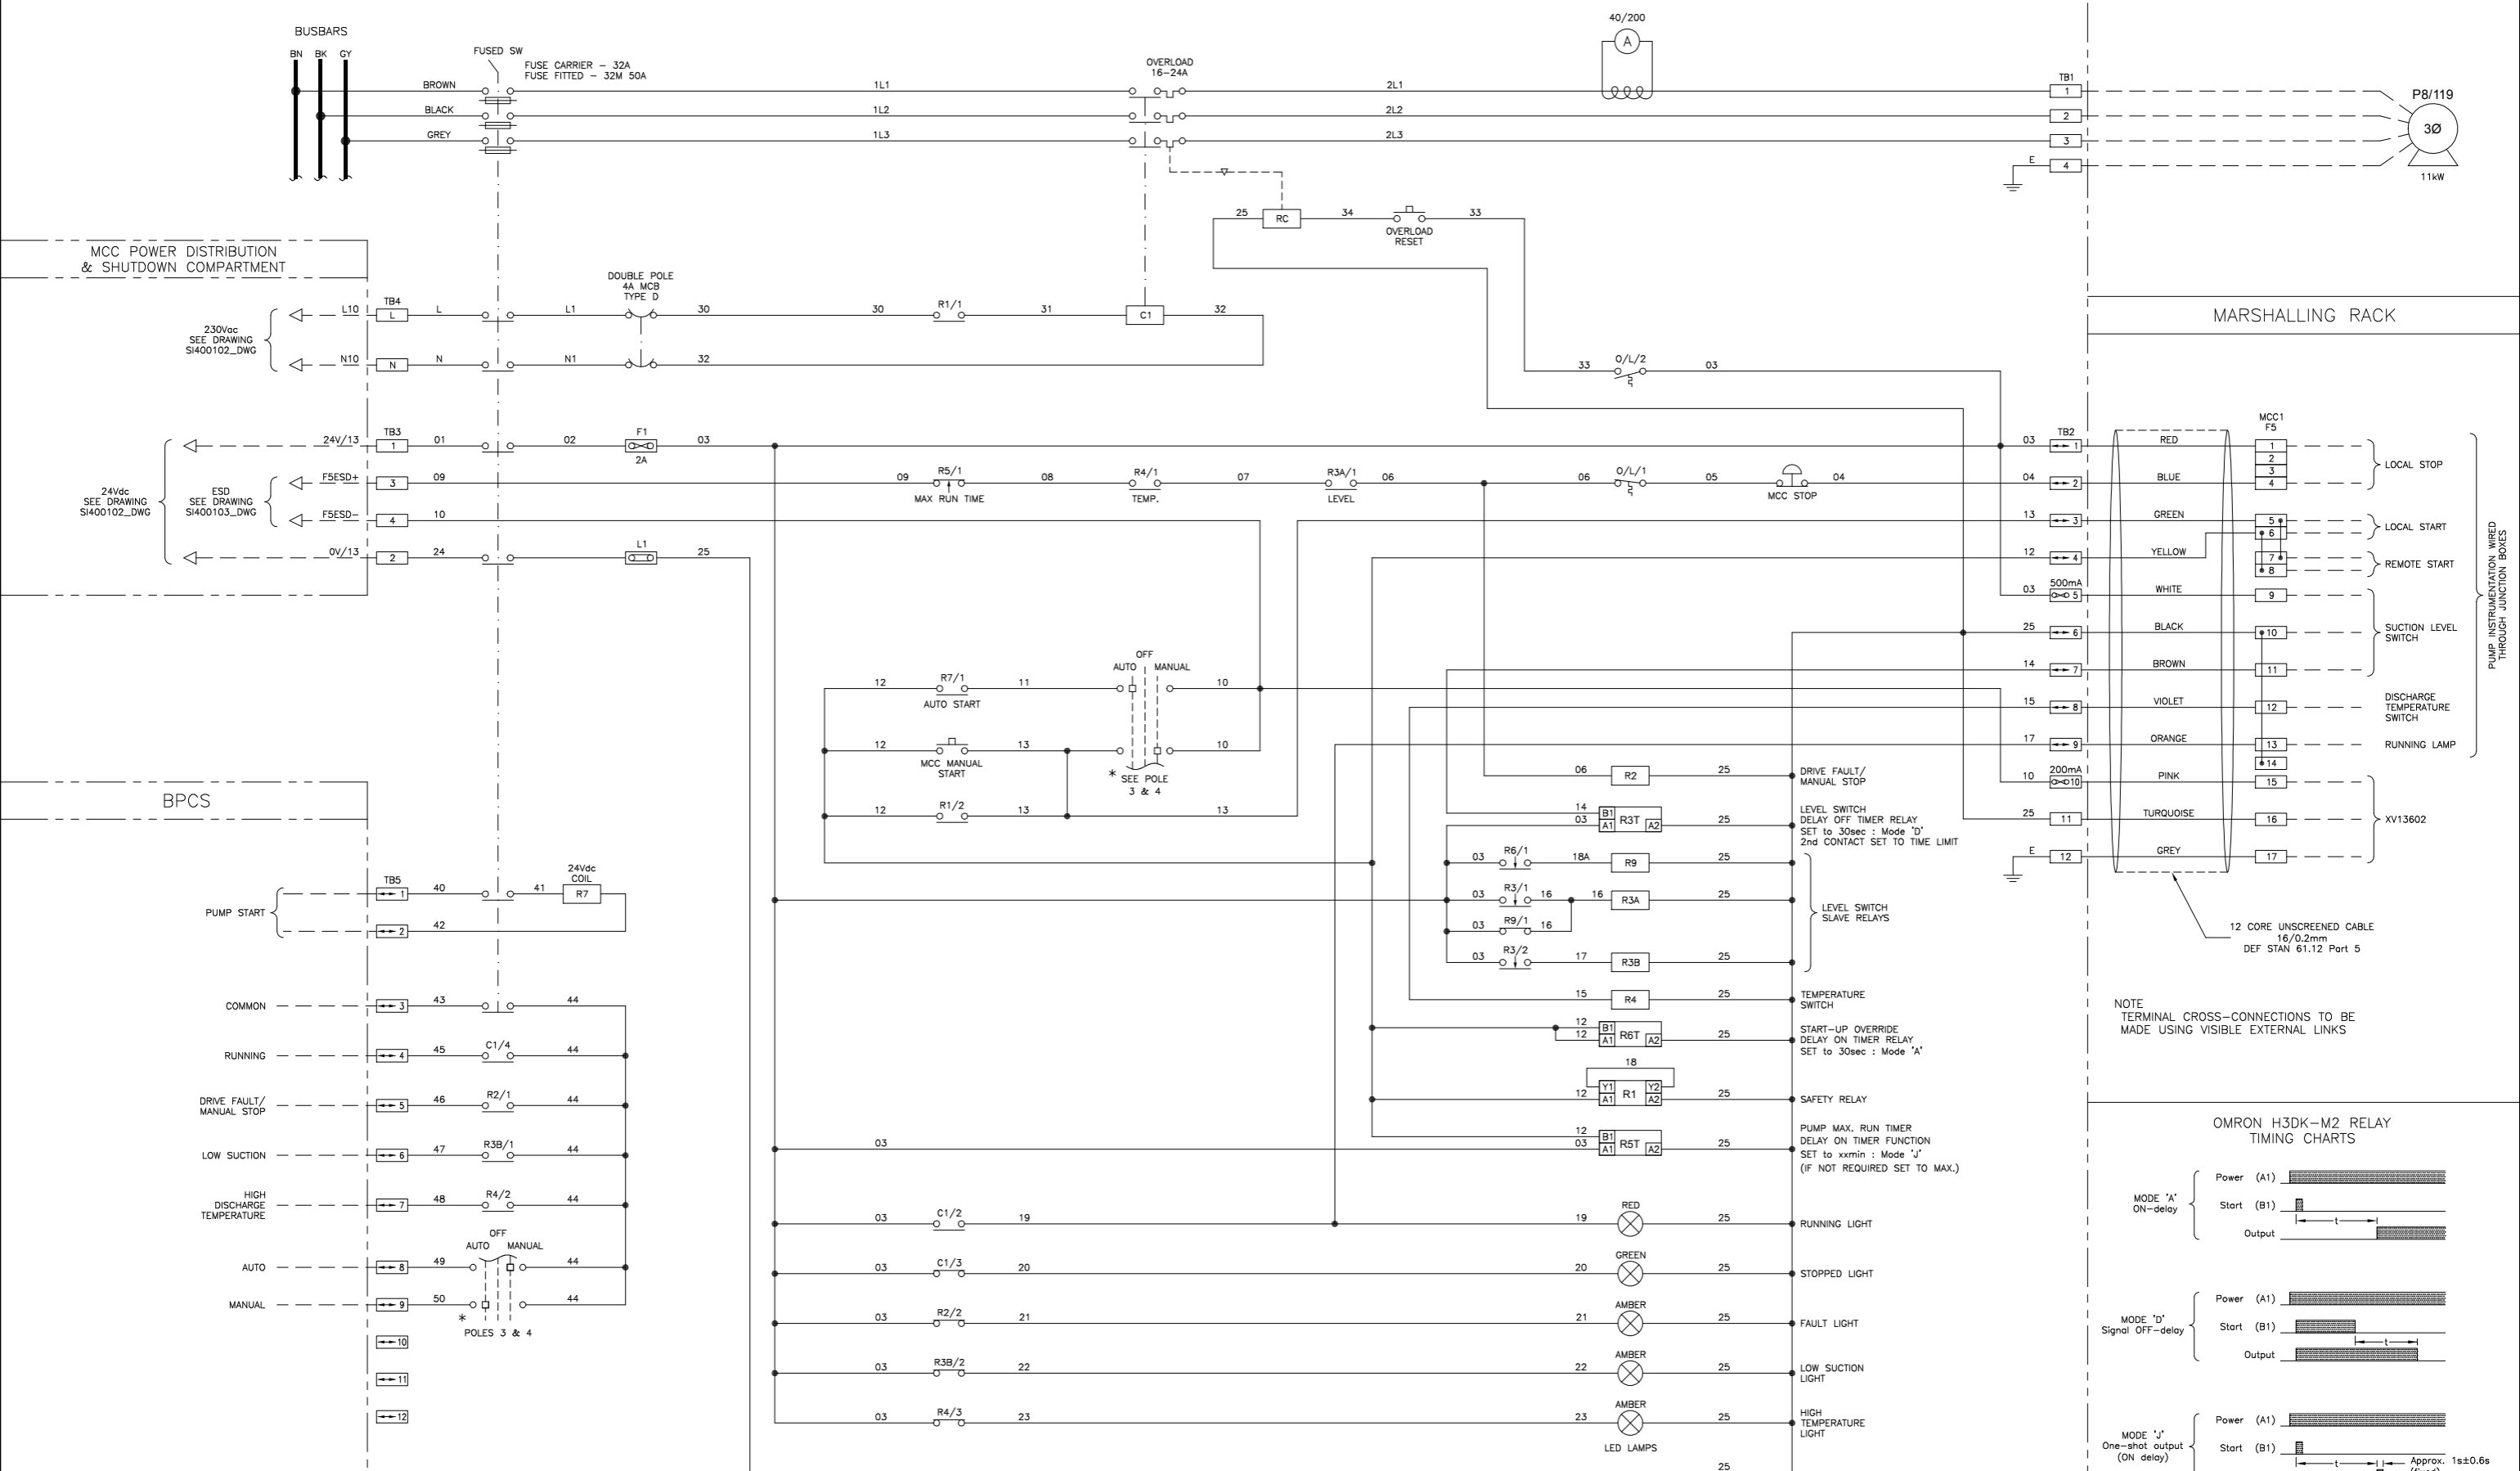 40/200
BUSBARS
BN BK GY
FUSED SW
FUSE CARRIER – 32A
FUSE FITTED – 32M 50A
OVERLOAD
16–24A
A
BROWN 1L1 2L1 TB1 1
BLACK 1L2 2L2 2
GREY 1L3 2L3 3
E 4
P8/119
3Ø
11kW
25 RC 34 33
OVERLOAD
RESET
MCC POWER DISTRIBUTION
& SHUTDOWN COMPARTMENT
DOUBLE POLE
4A MCB
TYPE D
230Vac
SEE DRAWING
SI400102_DWG
L10 TB4 L L L1 30 30 R1/1 31 C1 32
N10 N N N1 32
33 O/L/2 03
MARSHALLING RACK
24Vdc
SEE DRAWING
SI400102_DWG
ESD
SEE DRAWING
SI400103_DWG
24V/13 TB3 1 01 02 F1 03
2A
F5ESD+ 3 09 09 R5/1 08 R4/1 07 R3A/1 06 06 O/L/1 05 04
MAX RUN TIME TEMP. LEVEL MCC STOP
F5ESD– 4 10
0V/13 2 24 L1 25
MCC1
F5
TB2
03 1 RED 1
2
3
04 2 BLUE 4
LOCAL STOP
13 3 GREEN 5
6
LOCAL START
12 4 YELLOW 7
8
REMOTE START
500mA
03 5 WHITE 9
25 6 BLACK 10
14 7 BROWN 11
SUCTION LEVEL
SWITCH
15 8 VIOLET 12
DISCHARGE
TEMPERATURE
SWITCH
17 9 ORANGE 13
RUNNING LAMP
14
200mA
10 10 PINK 15
25 11 TURQUOISE 16
XV13602
E 12 GREY 17
PUMP INSTRUMENTATION WIRED
THROUGH JUNCTION BOXES
12 CORE UNSCREENED CABLE
16/0.2mm
DEF STAN 61.12 Part 5
NOTE
TERMINAL CROSS–CONNECTIONS TO BE
MADE USING VISIBLE EXTERNAL LINKS
OFF
AUTO MANUAL
12 R7/1 11 10
AUTO START
12 13 10
MCC MANUAL
START
* SEE POLE
3 & 4
12 R1/2 13 13
06 R2 25
DRIVE FAULT/
MANUAL STOP
14 B1
03 A1 R3T A2 25
LEVEL SWITCH
DELAY OFF TIMER RELAY
SET to 30sec : Mode 'D'
2nd CONTACT SET TO TIME LIMIT
03 R6/1 18A R9 25
03 R3/1 16 16 R3A 25
03 R9/1 16
03 R3/2 17 R3B 25
LEVEL SWITCH
SLAVE RELAYS
15 R4 25
TEMPERATURE
SWITCH
12 B1
12 A1 R6T A2 25
START–UP OVERRIDE
DELAY ON TIMER RELAY
SET to 30sec : Mode 'A'
18
Y1 Y2
12 A1 R1 A2 25
SAFETY RELAY
12 B1
03 03 A1 R5T A2 25
PUMP MAX. RUN TIMER
DELAY ON TIMER FUNCTION
SET to xxmin : Mode 'J'
(IF NOT REQUIRED SET TO MAX.)
RED
03 C1/2 19 19 25 RUNNING LIGHT
GREEN
03 C1/3 20 20 25 STOPPED LIGHT
AMBER
03 R2/2 21 21 25 FAULT LIGHT
AMBER
03 R3B/2 22 22 25 LOW SUCTION
LIGHT
AMBER
03 R4/3 23 23 25 HIGH
TEMPERATURE
LIGHT
LED LAMPS
25
BPCS
24Vdc
COIL
PUMP START
TB5
1 40 41 R7
2 42
COMMON 3 43 44
RUNNING 4 45 C1/4 44
DRIVE FAULT/
MANUAL STOP 5 46 R2/1 44
LOW SUCTION 6 47 R3B/1 44
HIGH
DISCHARGE
TEMPERATURE 7 48 R4/2 44
OFF
AUTO MANUAL
AUTO 8 49 44
MANUAL 9 50 44
*
POLES 3 & 4
10
11
12
OMRON H3DK–M2 RELAY
TIMING CHARTS
MODE 'A'
ON–delay
Power (A1)
Start (B1)
t
Output
MODE 'D'
Signal OFF–delay
Power (A1)
Start (B1)
t
Output
MODE 'J'
One–shot output
(ON delay)
Power (A1)
Start (B1)
t
Approx. 1s±0.6s